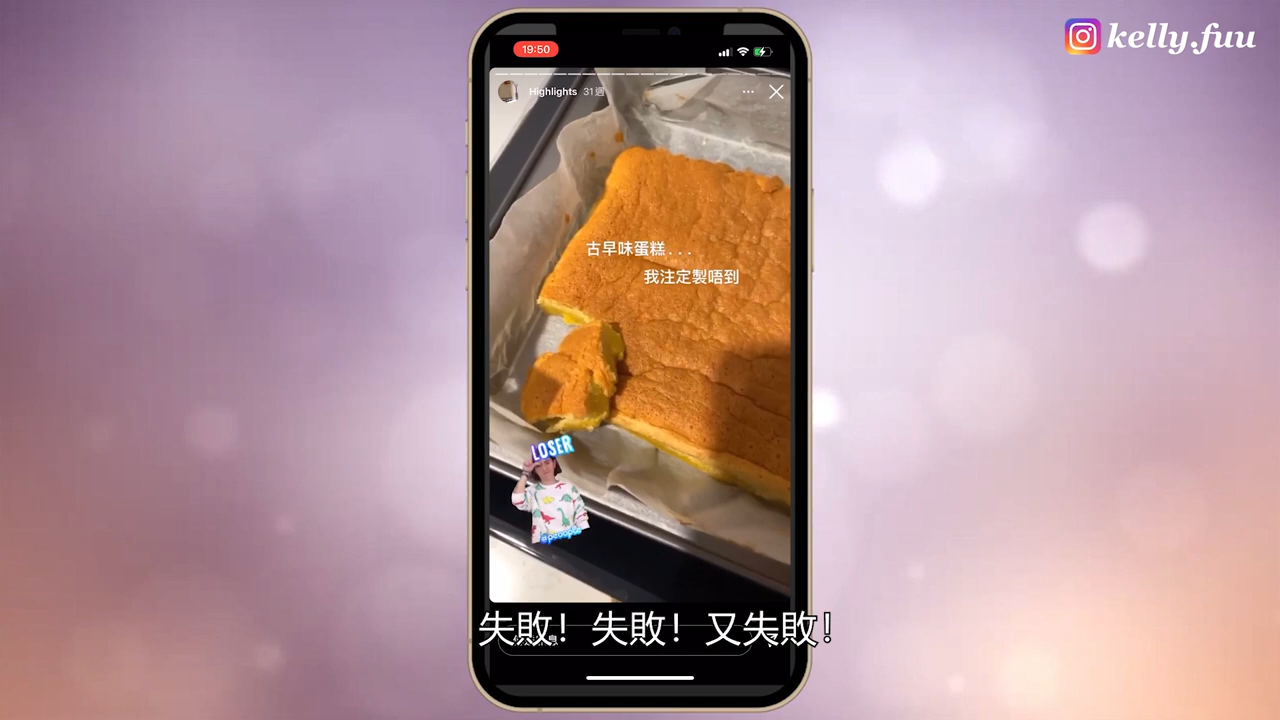 kelly.fuu
19:50
Highlights 31週
古早味蛋糕...
我注定製唔到
LOSER
失敗！失敗！又失敗！